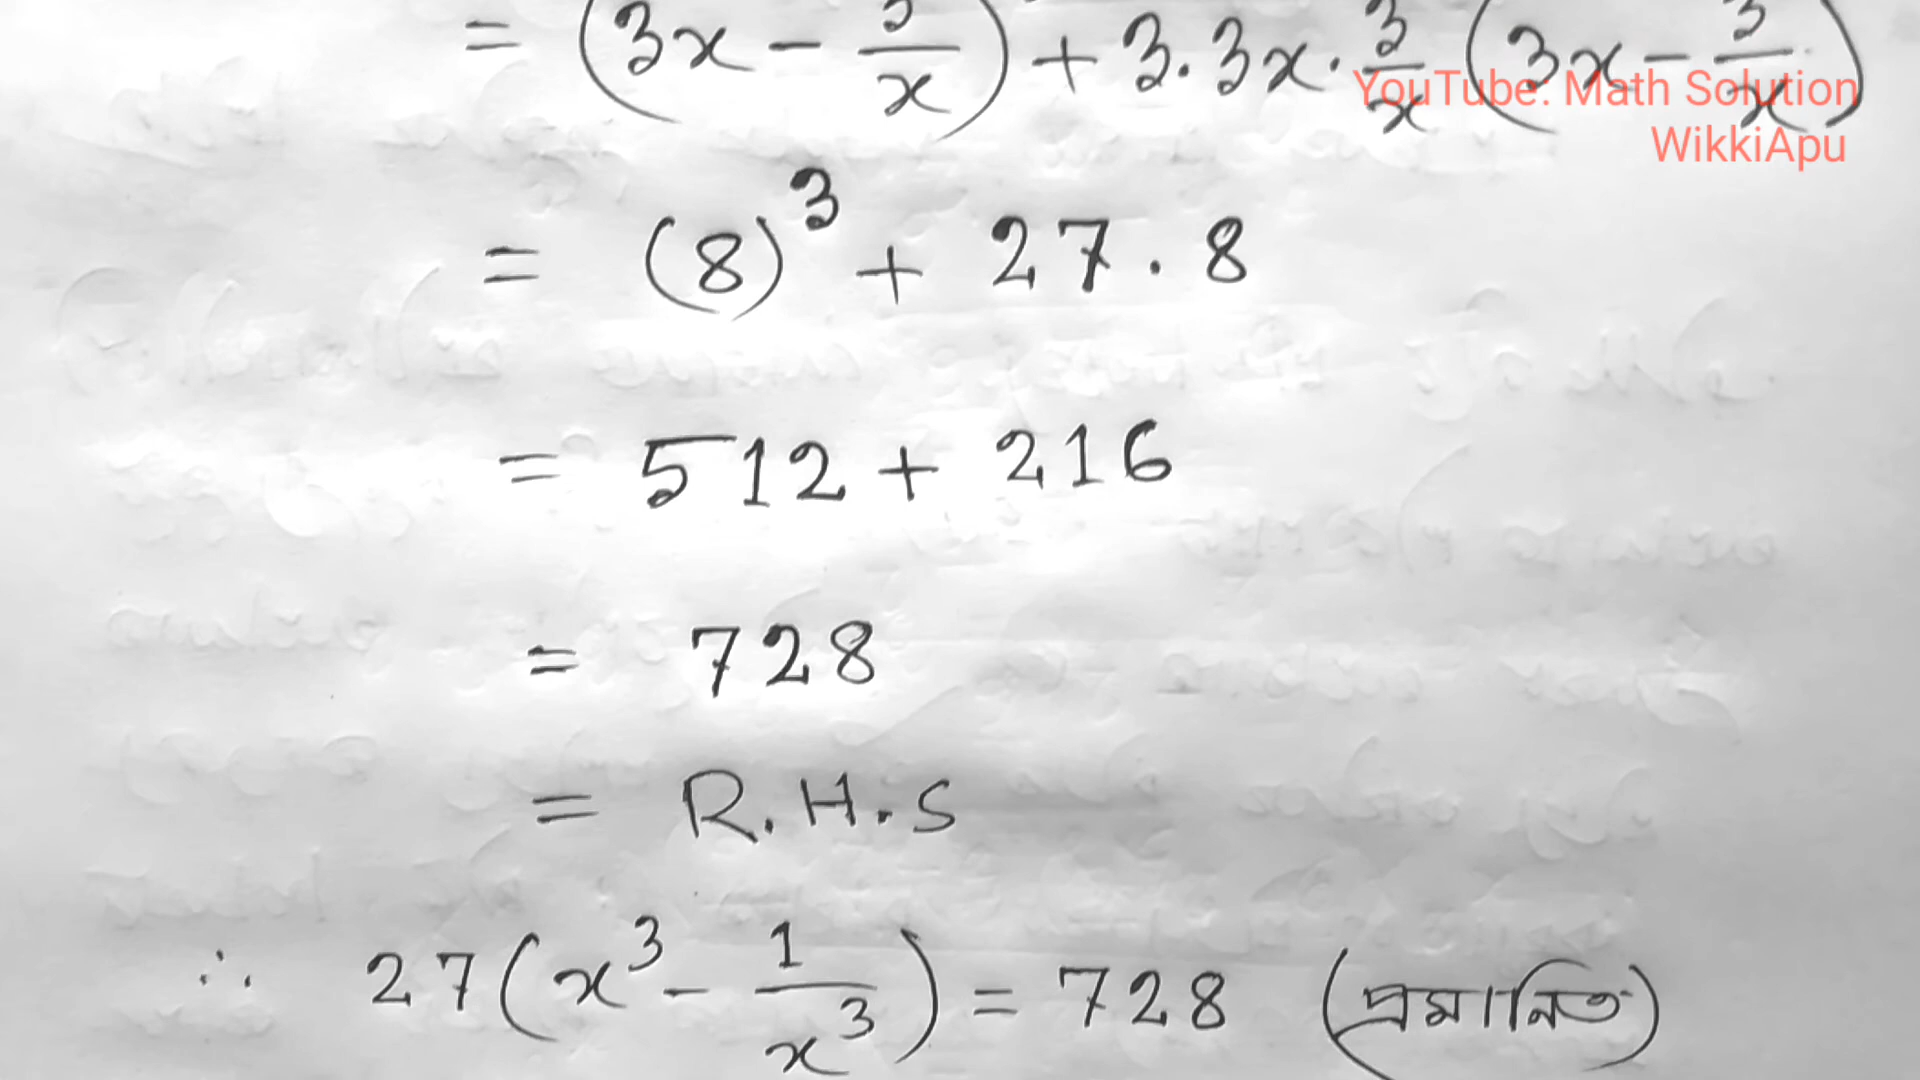 = (3x - 3/x) + 3.3x.3/x (3x - 3/x)
YouTube: Math Solution
WikkiApu
= (8)³ + 27.8
= 512 + 216
= 728
= R.H.S
∴ 27(x³ - 1/x³) = 728 (প্রমানিত)